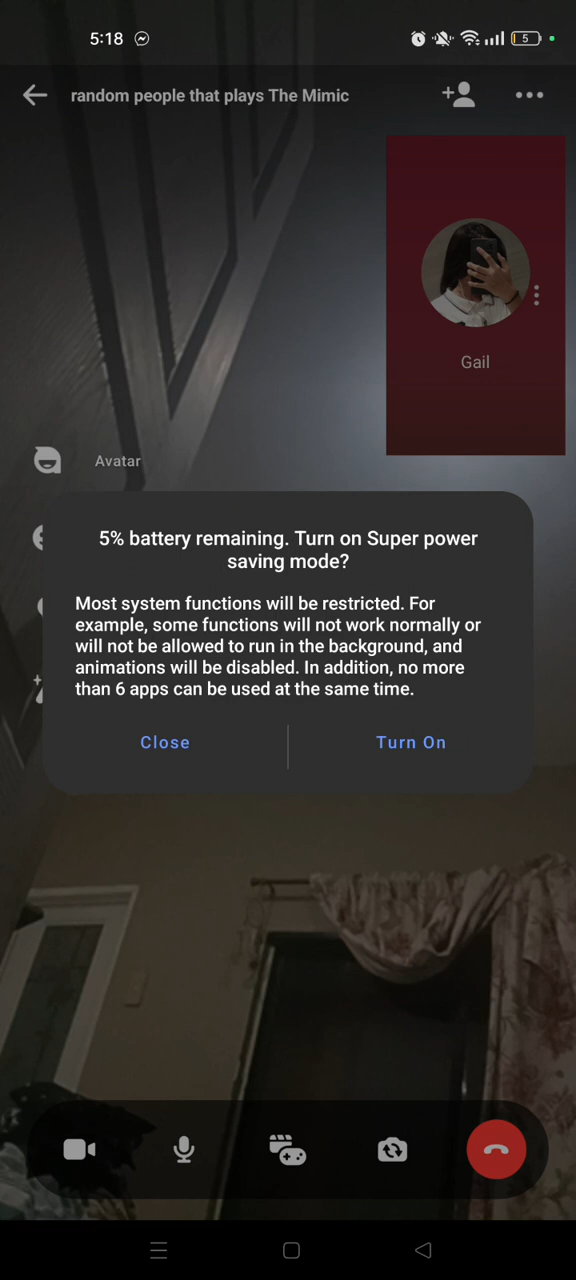 5:18
5
random people that plays The Mimic
Gail
Avatar
5% battery remaining. Turn on Super power
saving mode?
Most system functions will be restricted. For
example, some functions will not work normally or
will not be allowed to run in the background, and
animations will be disabled. In addition, no more
than 6 apps can be used at the same time.
Close
Turn On